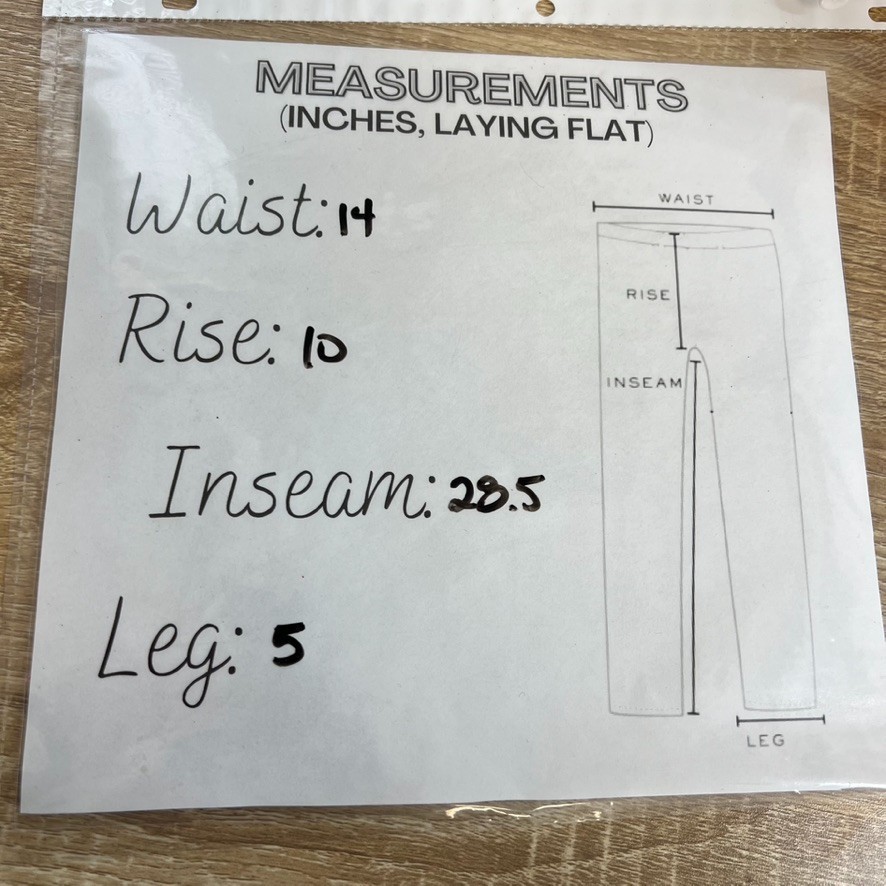 MEASUREMENTS
(INCHES, LAYING FLAT)
Waist: 14
Rise: 10
Inseam: 28.5
Leg: 5
WAIST
RISE
INSEAM
LEG